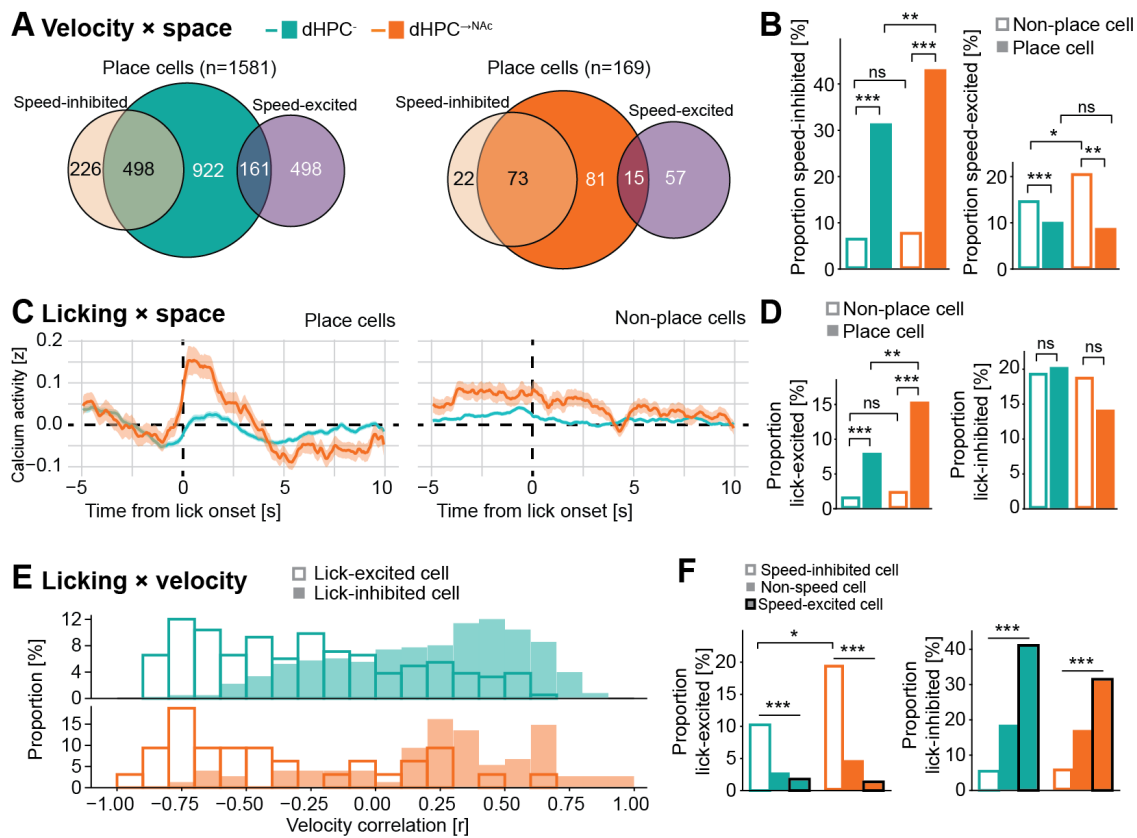 A Velocity × space
dHPC-
dHPC→NAc
Place cells (n=1581)
Speed-inhibited
Speed-excited
226
498
922
161
498
Place cells (n=169)
Speed-inhibited
Speed-excited
22
73
81
15
57
B
Non-place cell
Place cell
Proportion speed-inhibited [%]
40
30
20
10
0
ns
***
***
**
Proportion speed-excited [%]
20
10
0
***
*
**
ns
C Licking × space
Place cells
Non-place cells
Calcium activity [z]
0.2
0.1
0.0
−0.1
−5
0
5
10
Time from lick onset [s]
−5
0
5
10
Time from lick onset [s]
D
Non-place cell
Place cell
Proportion
lick-excited [%]
15
10
5
0
***
ns
***
**
Proportion
lick-inhibited [%]
20
15
10
5
0
ns
ns
E Licking × velocity
Lick-excited cell
Lick-inhibited cell
Proportion [%]
12
8
4
0
15
10
5
0
−1.00
−0.75
−0.50
−0.25
0.00
0.25
0.50
0.75
1.00
Velocity correlation [r]
F
Speed-inhibited cell
Non-speed cell
Speed-excited cell
Proportion
lick-excited [%]
20
15
10
5
0
*
***
***
Proportion
lick-inhibited [%]
40
30
20
10
0
***
***